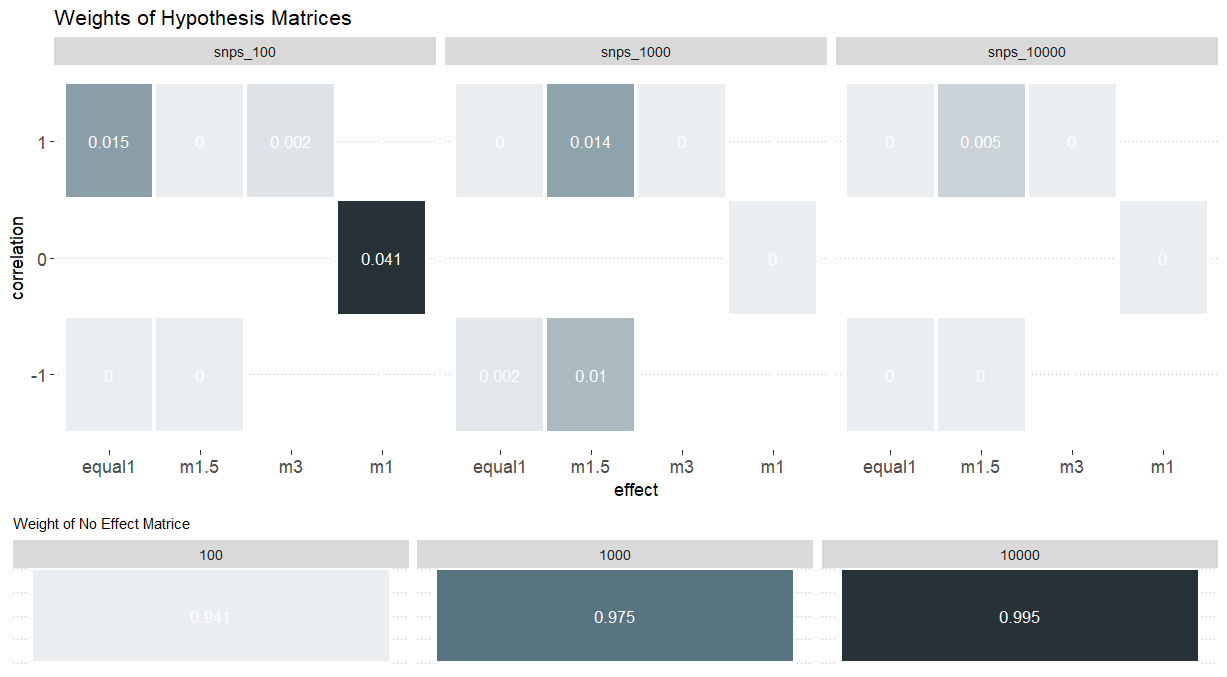 Weights of Hypothesis Matrices
snps_100 snps_1000 snps_10000
1 0.015 0 0.002 0 0.014 0 0 0.005 0
correlation
0 0.041 0 0
-1 0 0 0.002 0.01 0 0
equal1 m1.5 m3 m1 equal1 m1.5 m3 m1 equal1 m1.5 m3 m1
effect
Weight of No Effect Matrice
100 1000 10000
0.941 0.975 0.995